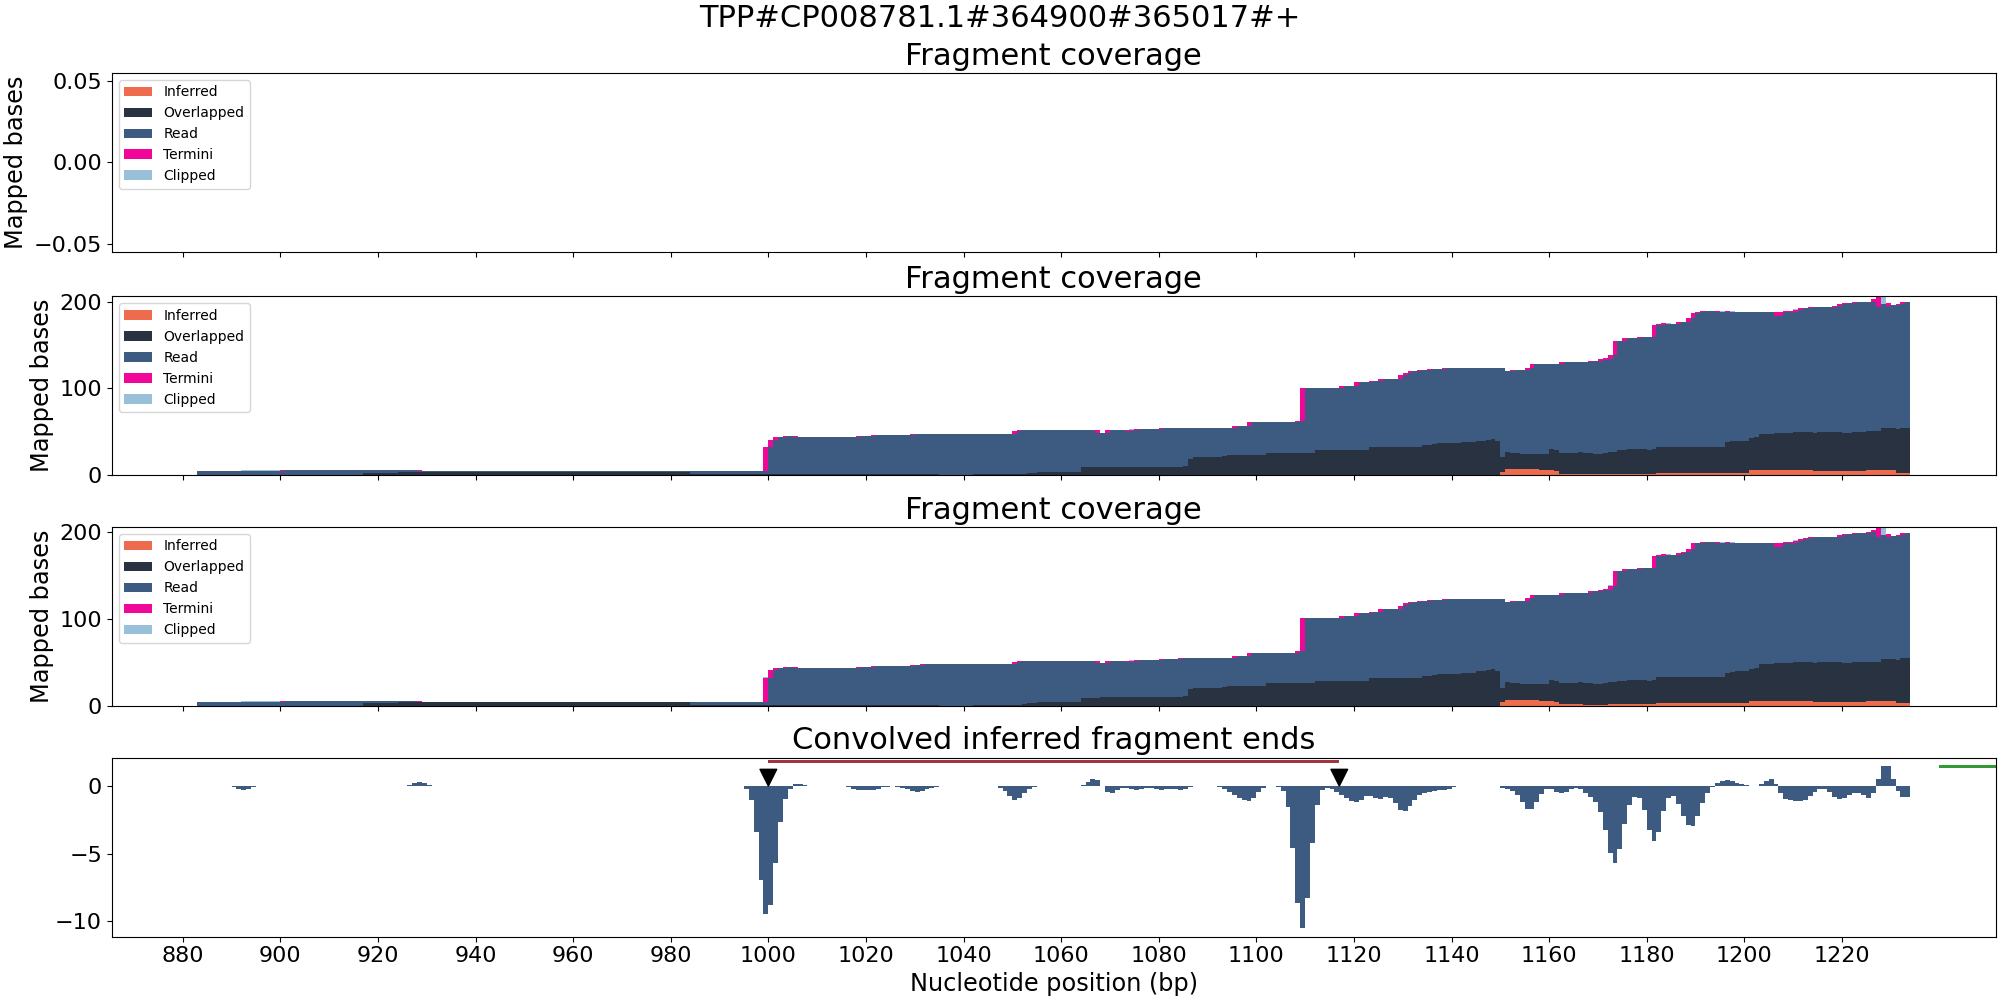 TPP#CP008781.1#364900#365017#+
Fragment coverage
Mapped bases
0.05
0.00
−0.05
Inferred
Overlapped
Read
Termini
Clipped
Fragment coverage
Mapped bases
200
100
0
Inferred
Overlapped
Read
Termini
Clipped
Fragment coverage
Mapped bases
200
100
0
Inferred
Overlapped
Read
Termini
Clipped
Convolved inferred fragment ends
0
−5
−10
880 900 920 940 960 980 1000 1020 1040 1060 1080 1100 1120 1140 1160 1180 1200 1220
Nucleotide position (bp)